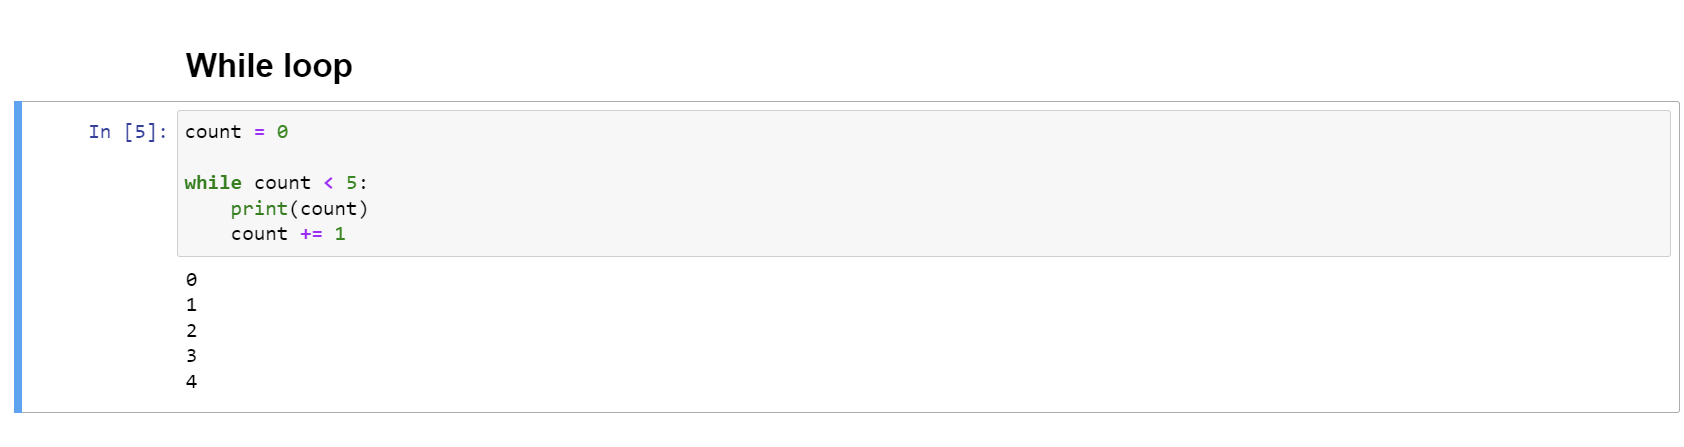 While loop
In [5]: count = 0
while count < 5:
    print(count)
    count += 1
0
1
2
3
4